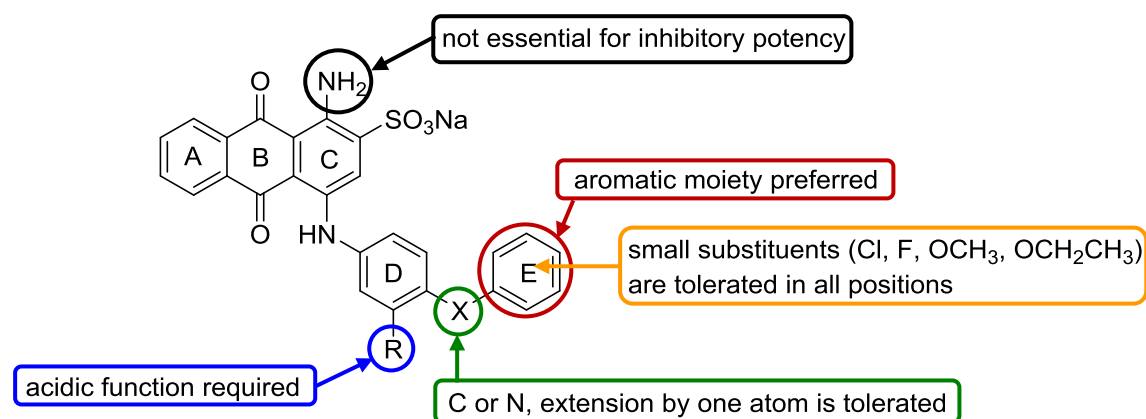 not essential for inhibitory potency
O
NH₂
SO₃Na
A
B
C
O
HN
aromatic moiety preferred
D
E
small substituents (Cl, F, OCH₃, OCH₂CH₃)
are tolerated in all positions
X
R
acidic function required
C or N, extension by one atom is tolerated